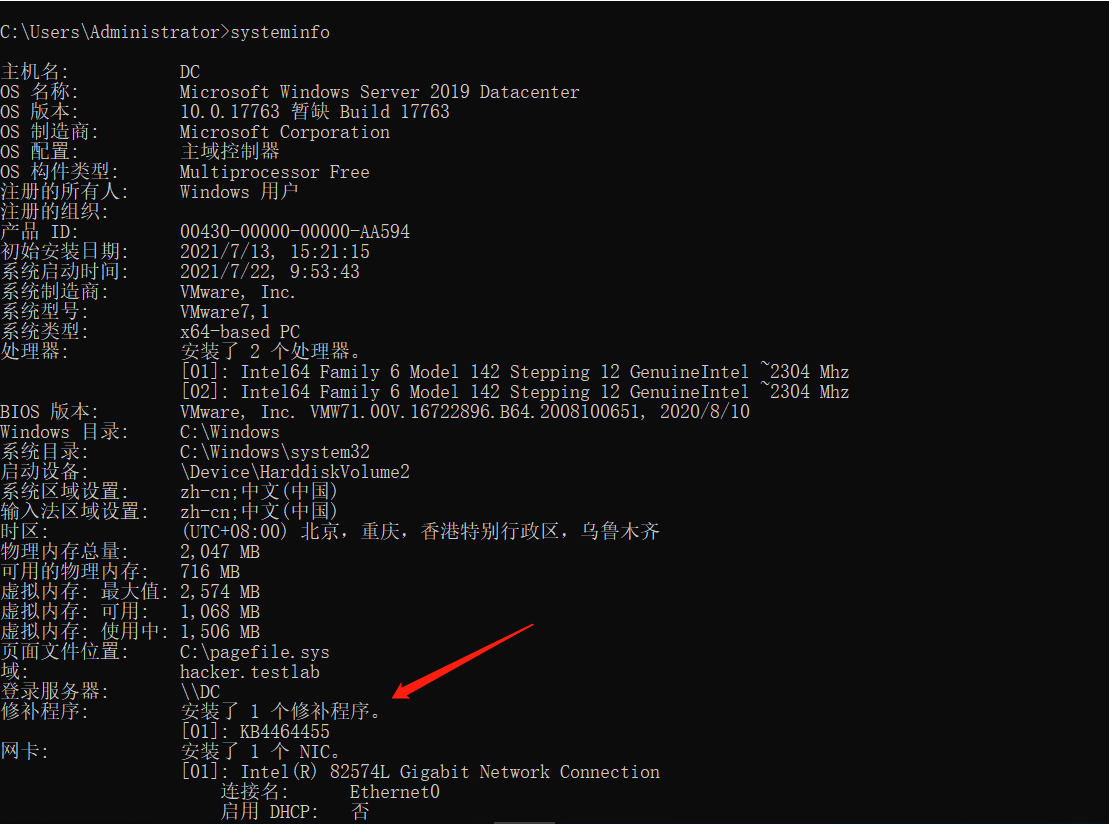 C:\Users\Administrator>systeminfo
主机名: DC
OS 名称: Microsoft Windows Server 2019 Datacenter
OS 版本: 10.0.17763 暂缺 Build 17763
OS 制造商: Microsoft Corporation
OS 配置: 主域控制器
OS 构件类型: Multiprocessor Free
注册的所有人: Windows 用户
注册的组织:
产品 ID: 00430-00000-00000-AA594
初始安装日期: 2021/7/13, 15:21:15
系统启动时间: 2021/7/22, 9:53:43
系统制造商: VMware, Inc.
系统型号: VMware7,1
系统类型: x64-based PC
处理器: 安装了 2 个处理器。
[01]: Intel64 Family 6 Model 142 Stepping 12 GenuineIntel ~2304 Mhz
[02]: Intel64 Family 6 Model 142 Stepping 12 GenuineIntel ~2304 Mhz
BIOS 版本: VMware, Inc. VMW71.00V.16722896.B64.2008100651, 2020/8/10
Windows 目录: C:\Windows
系统目录: C:\Windows\system32
启动设备: \Device\HarddiskVolume2
系统区域设置: zh-cn;中文(中国)
输入法区域设置: zh-cn;中文(中国)
时区: (UTC+08:00) 北京，重庆，香港特别行政区，乌鲁木齐
物理内存总量: 2,047 MB
可用的物理内存: 716 MB
虚拟内存: 最大值: 2,574 MB
虚拟内存: 可用: 1,068 MB
虚拟内存: 使用中: 1,506 MB
页面文件位置: C:\pagefile.sys
域: hacker.testlab
登录服务器: \\DC
修补程序: 安装了 1 个修补程序。
[01]: KB4464455
网卡: 安装了 1 个 NIC。
[01]: Intel(R) 82574L Gigabit Network Connection
连接名: Ethernet0
启用 DHCP: 否